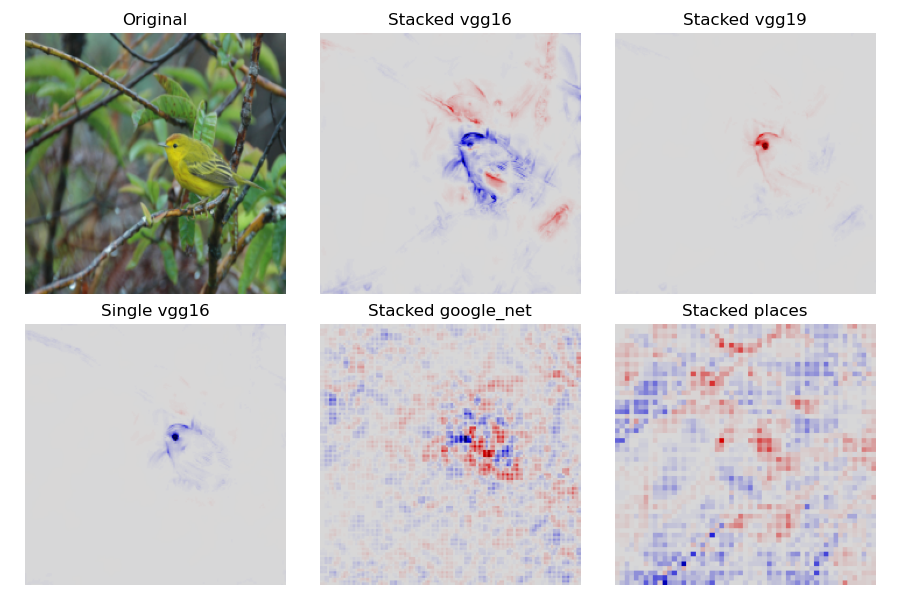 Original
Stacked vgg16
Stacked vgg19
Single vgg16
Stacked google_net
Stacked places